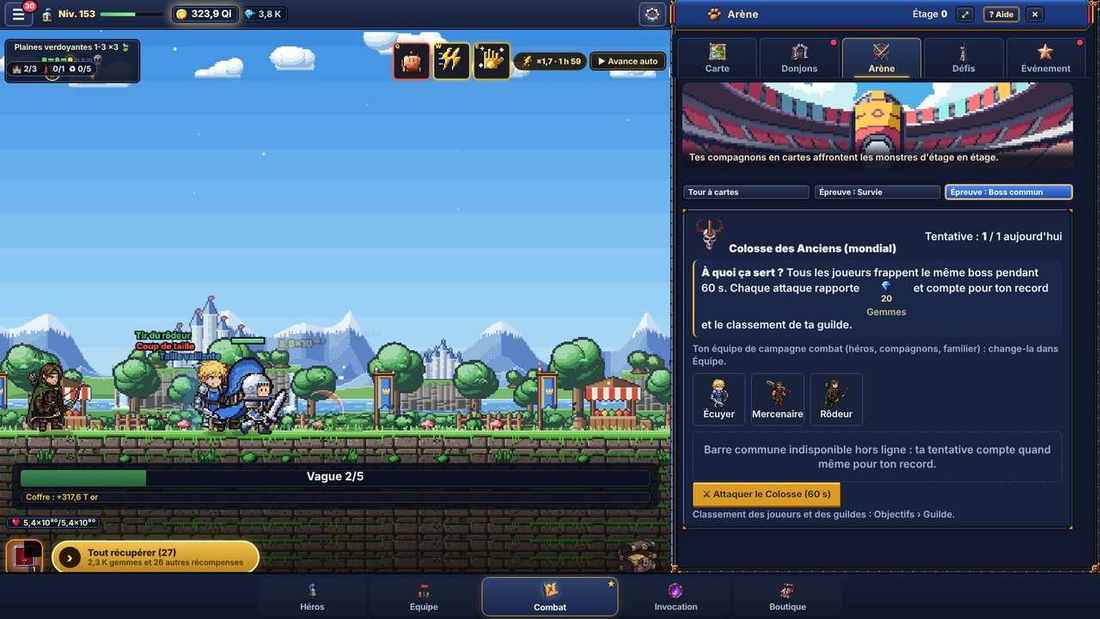 30
Niv. 153
323,9 Qi
3,8 K
Plaines verdoyantes 1-3 ×3
2/3
0/1
0/5
Q
W
×1,7 · 1 h 59
▶ Avance auto
Tir du rôdeur
Coup de taille
Taille vaillante
Vague 2/5
Coffre : +317,6 T or
5,4×10⁸⁰/5,4×10⁸⁰
1
Tout récupérer (27)
2,3 K gemmes et 26 autres récompenses
Arène
Étage 0
? Aide
×
Carte
Donjons
Arène
Défis
Evénement
Tes compagnons en cartes affrontent les monstres d'étage en étage.
Tour à cartes
Épreuve : Survie
Épreuve : Boss commun
Colosse des Anciens (mondial)
Tentative : 1 / 1 aujourd'hui
À quoi ça sert ? Tous les joueurs frappent le même boss pendant
60 s. Chaque attaque rapporte 20 Gemmes et compte pour ton record
et le classement de ta guilde.
Ton équipe de campagne combat (héros, compagnons, familier) : change-la dans
Équipe.
Écuyer
Mercenaire
Rôdeur
Barre commune indisponible hors ligne : ta tentative compte quand
même pour ton record.
⚔ Attaquer le Colosse (60 s)
Classement des joueurs et des guildes : Objectifs › Guilde.
Héros
Équipe
Combat
Invocation
Boutique